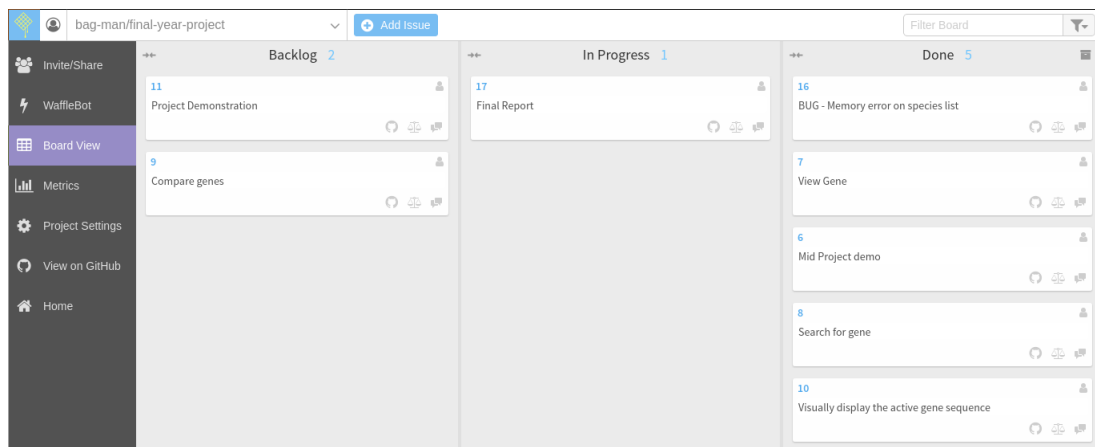 bag-man/final-year-project
Add Issue
Filter Board
Invite/Share
WaffleBot
Board View
Metrics
Project Settings
View on GitHub
Home
Backlog 2
11
Project Demonstration
9
Compare genes
In Progress 1
17
Final Report
Done 5
16
BUG - Memory error on species list
7
View Gene
6
Mid Project demo
8
Search for gene
10
Visually display the active gene sequence